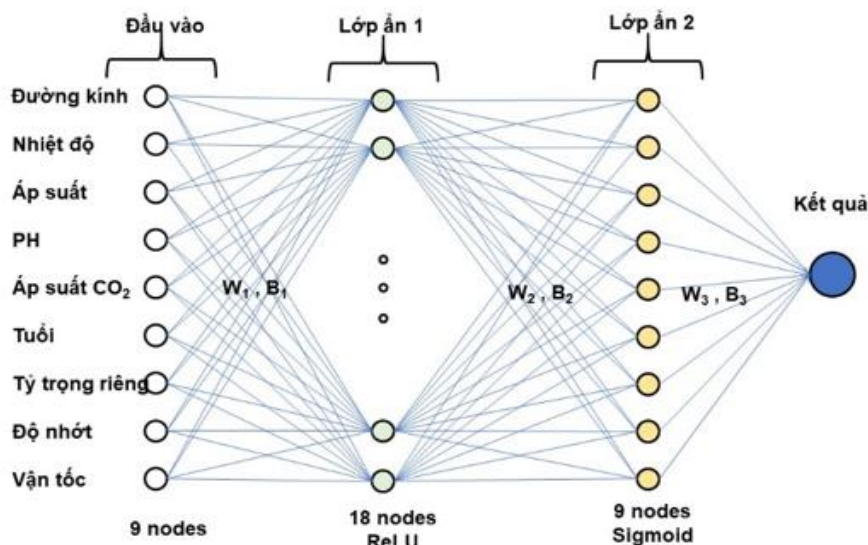 Đầu vào
Lớp ẩn 1
Lớp ẩn 2
Đường kính
Nhiệt độ
Áp suất
PH
Áp suất CO₂
Tuổi
Tỷ trọng riêng
Độ nhớt
Vận tốc
W₁ , B₁
W₂ , B₂
W₃ , B₃
Kết quả
9 nodes
18 nodes
ReLU
9 nodes
Sigmoid